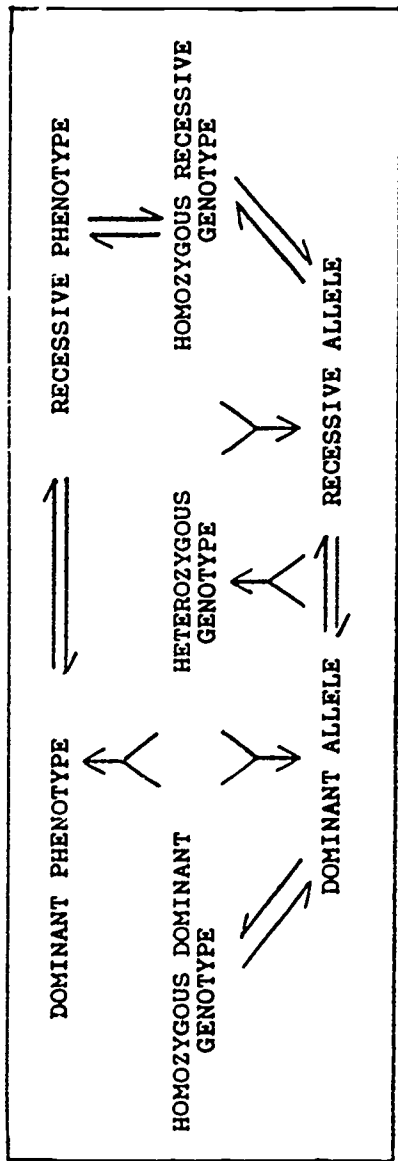 DOMINANT PHENOTYPE
RECESSIVE PHENOTYPE
HOMOZYGOUS DOMINANT
GENOTYPE
HETEROZYGOUS
GENOTYPE
HOMOZYGOUS RECESSIVE
GENOTYPE
DOMINANT ALLELE
RECESSIVE ALLELE